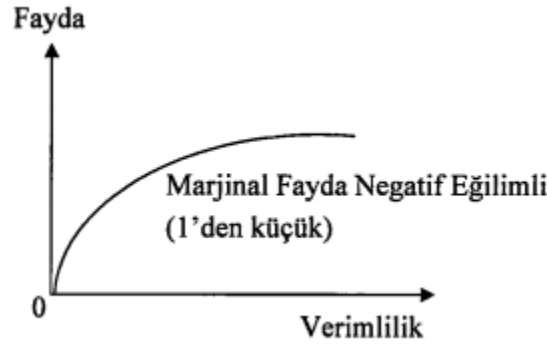 Fayda
Marjinal Fayda Negatif Eğilimli
(1'den küçük)
0
Verimlilik